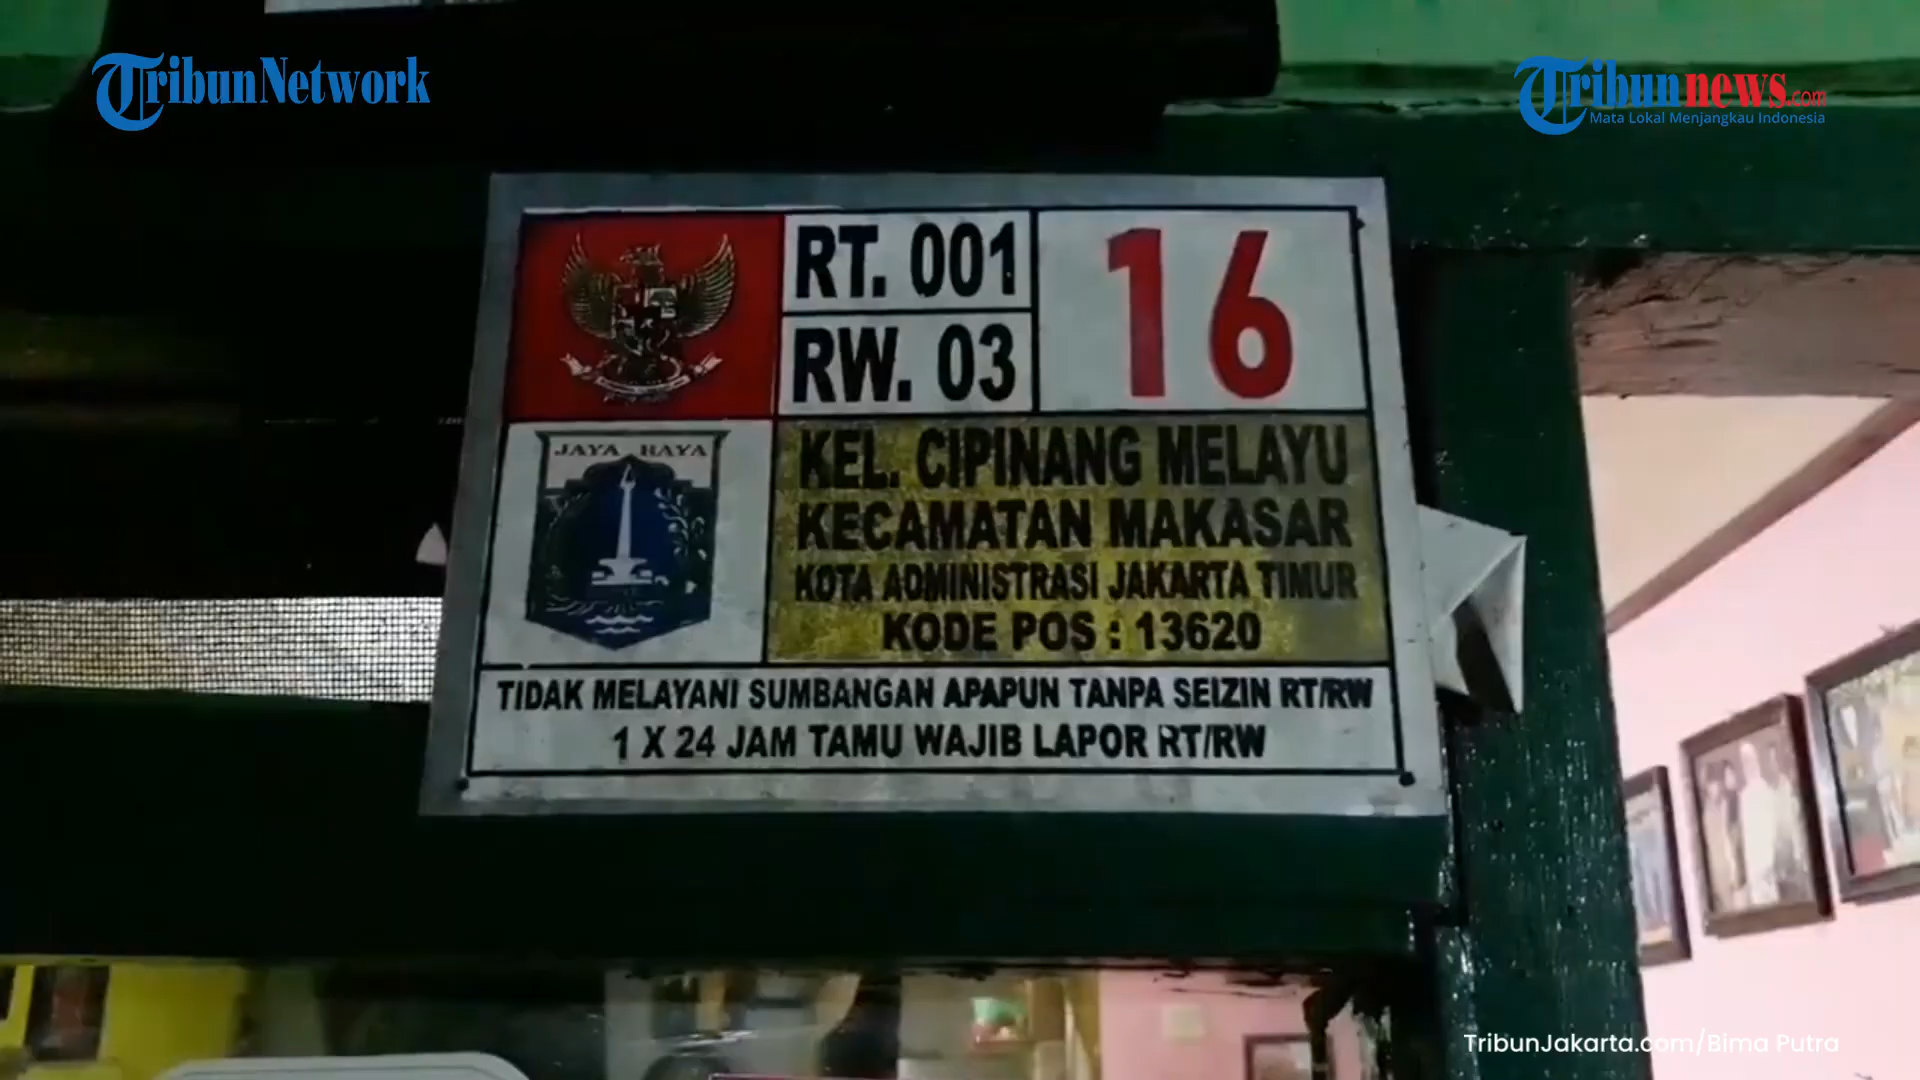 TribunNetwork
Tribunnews.com
Mata Lokal Menjangkau Indonesia
RT. 001
RW. 03
16
JAYA RAYA
KEL. CIPINANG MELAYU
KECAMATAN MAKASAR
KOTA ADMINISTRASI JAKARTA TIMUR
KODE POS : 13620
TIDAK MELAYANI SUMBANGAN APAPUN TANPA SEIZIN RT/RW
1 X 24 JAM TAMU WAJIB LAPOR RT/RW
TribunJakarta.com/Bima Putra